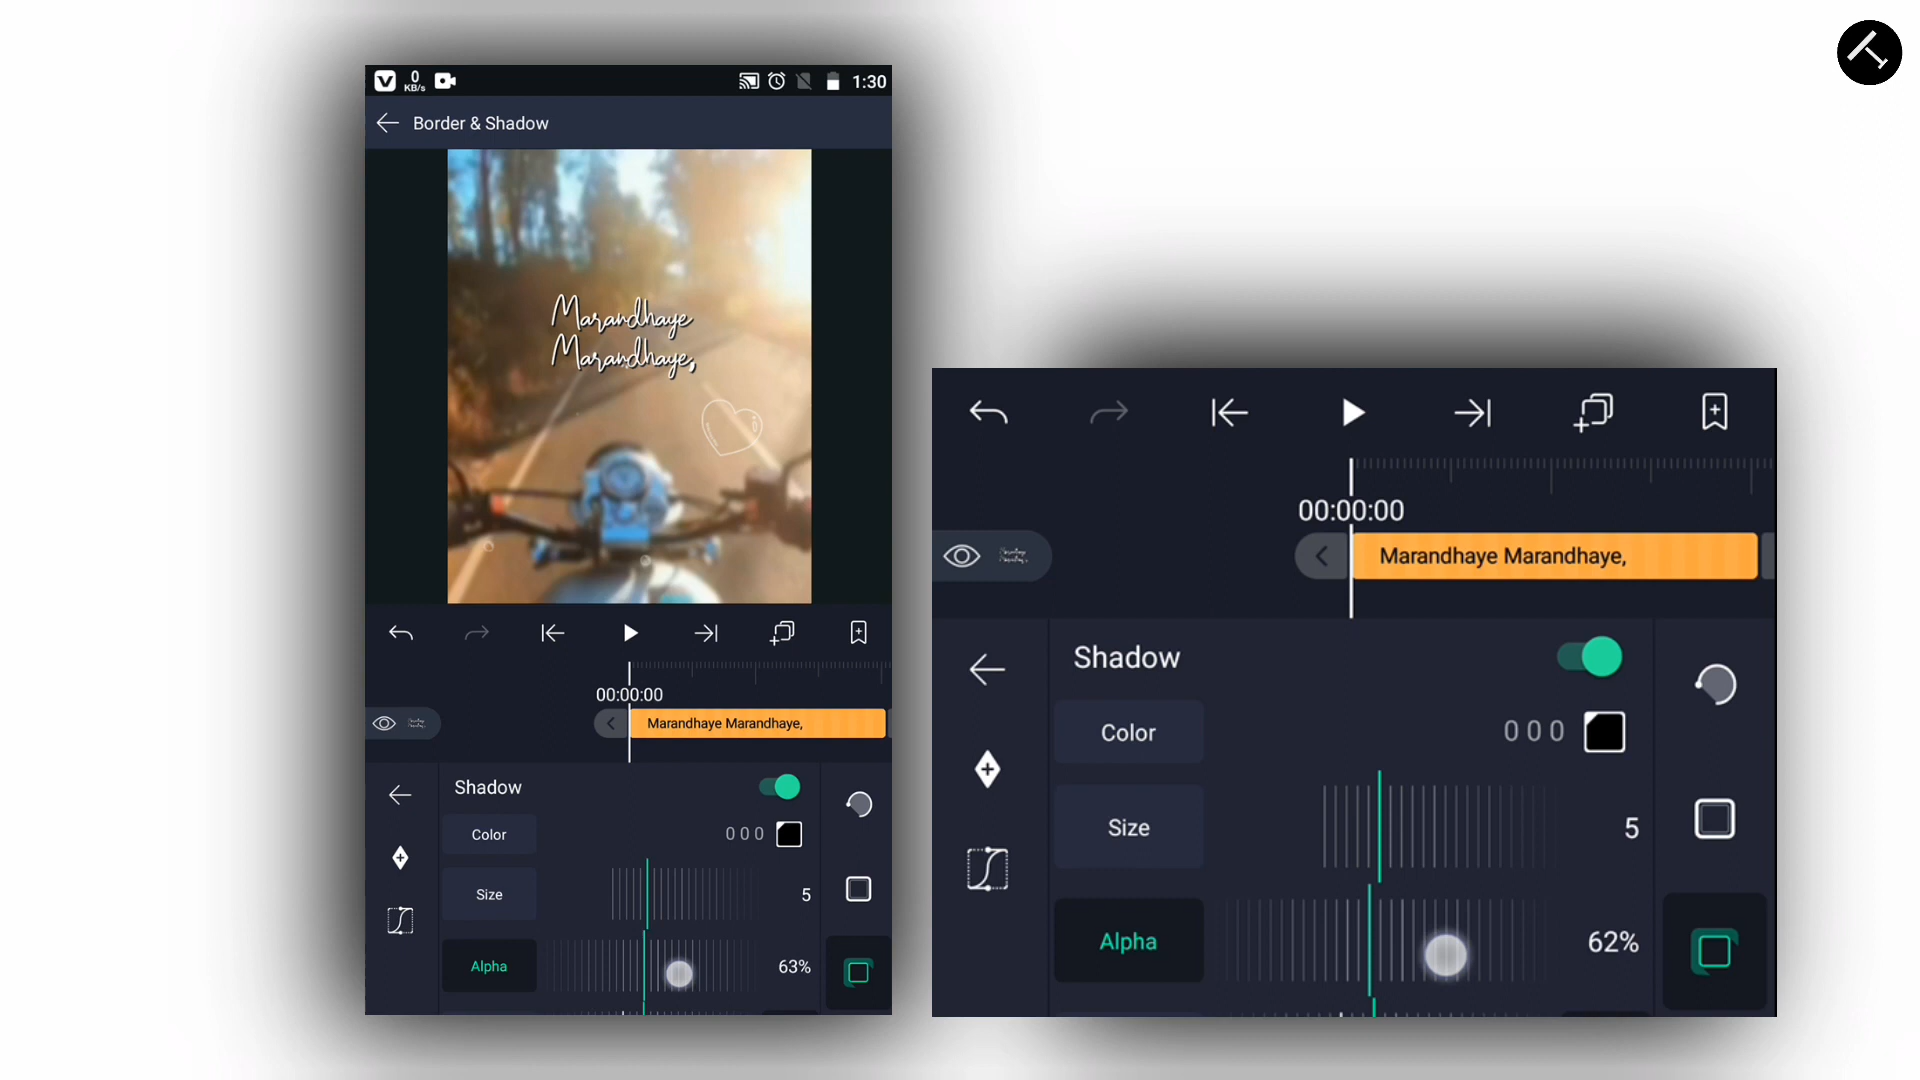 0
KB/s
1:30
Border & Shadow
Marandhaye
Marandhaye,
00:00:00
Marandhaye Marandhaye,
Shadow
Color
0 0 0
Size
5
Alpha
63%
00:00:00
Marandhaye Marandhaye,
Shadow
Color
0 0 0
Size
5
Alpha
62%